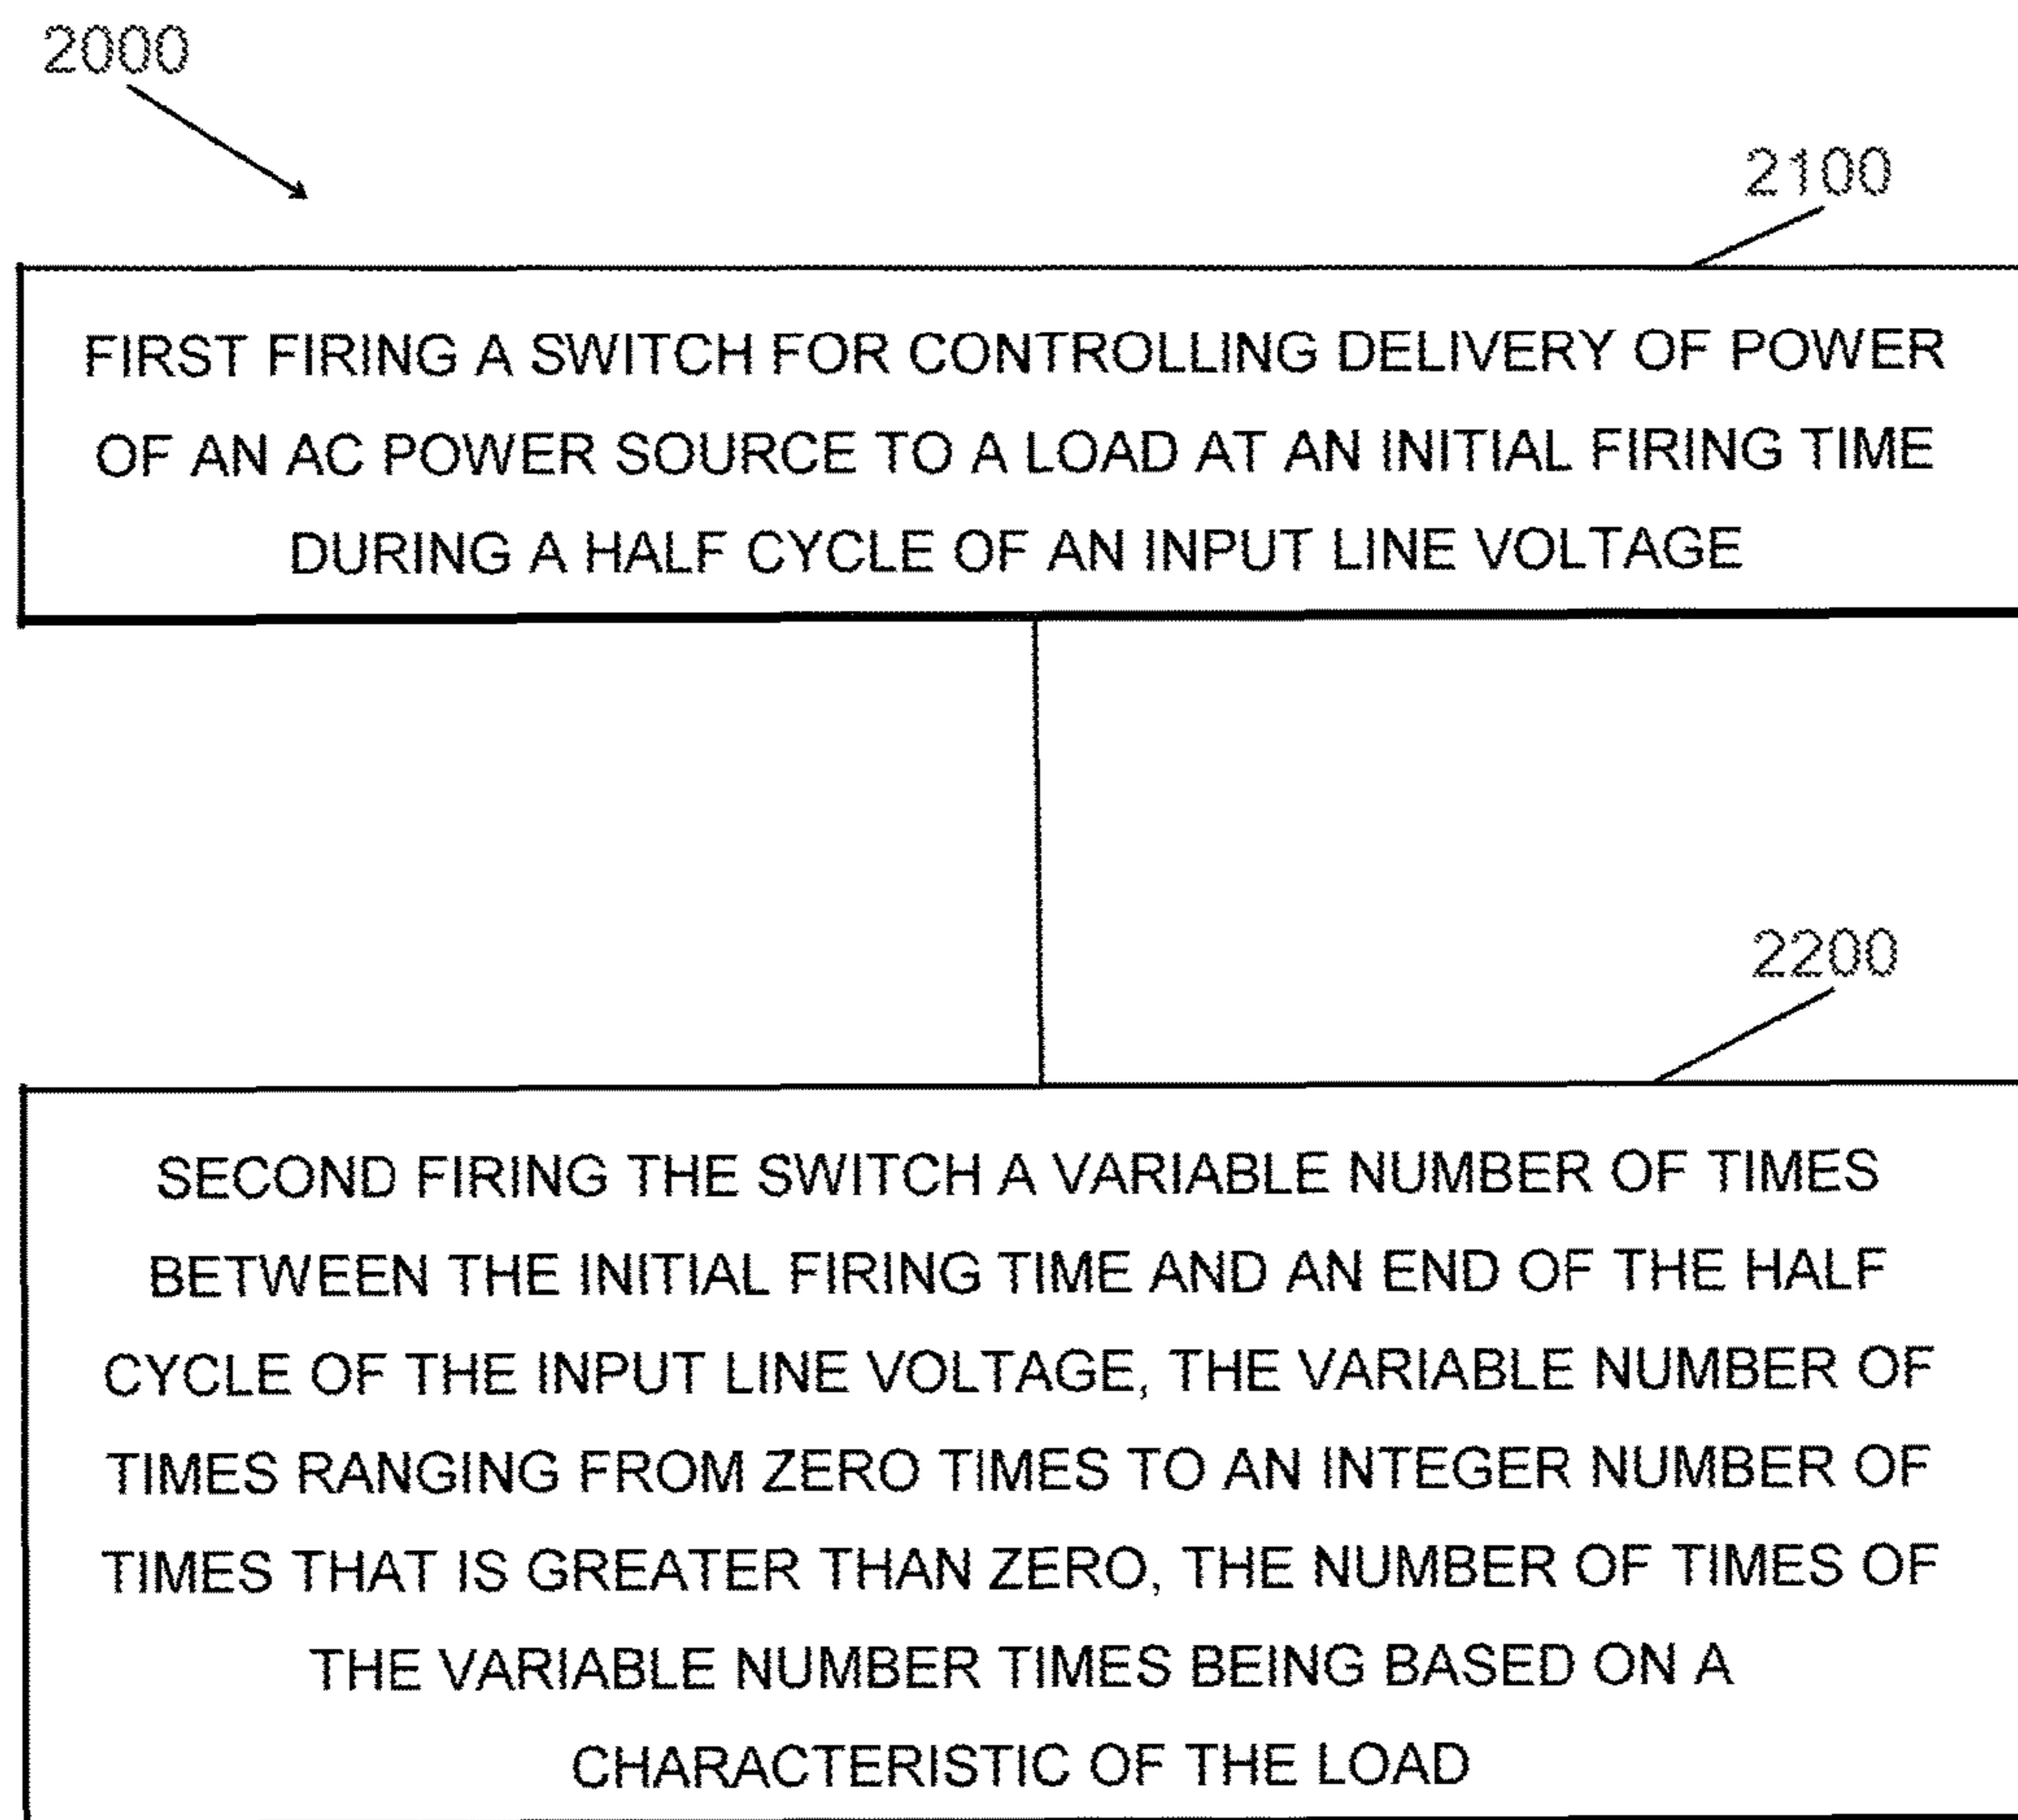 2000
2100
FIRST FIRING A SWITCH FOR CONTROLLING DELIVERY OF POWER
OF AN AC POWER SOURCE TO A LOAD AT AN INITIAL FIRING TIME
DURING A HALF CYCLE OF AN INPUT LINE VOLTAGE
2200
SECOND FIRING THE SWITCH A VARIABLE NUMBER OF TIMES
BETWEEN THE INITIAL FIRING TIME AND AN END OF THE HALF
CYCLE OF THE INPUT LINE VOLTAGE, THE VARIABLE NUMBER OF
TIMES RANGING FROM ZERO TIMES TO AN INTEGER NUMBER OF
TIMES THAT IS GREATER THAN ZERO, THE NUMBER OF TIMES OF
THE VARIABLE NUMBER TIMES BEING BASED ON A
CHARACTERISTIC OF THE LOAD